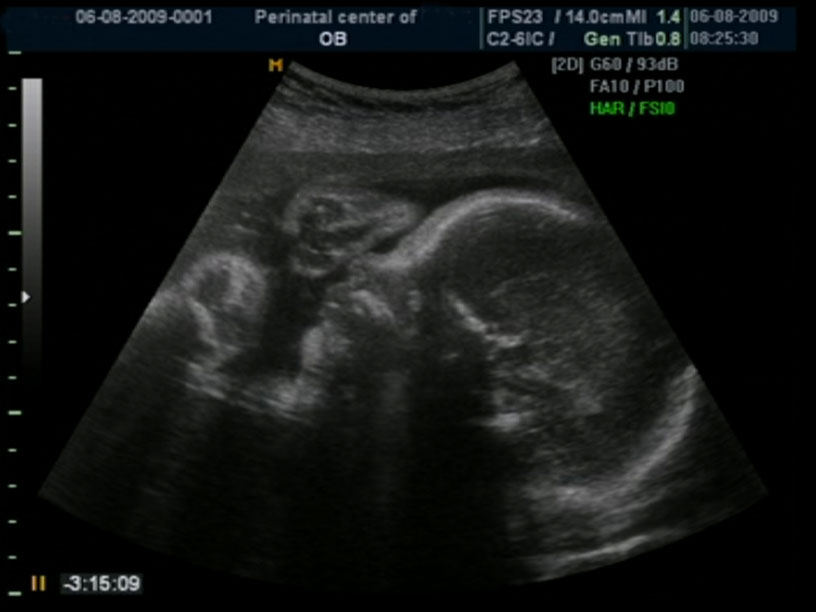 06-08-2009-0001 Perinatal center of FPS23 / 14.0cm MI 1.4 06-08-2009
OB C2-6IC / Gen TIb 0.8 08:25:30
M [2D] G60 / 93dB
FA10 / P100
HAR / FSI0
-3:15:09